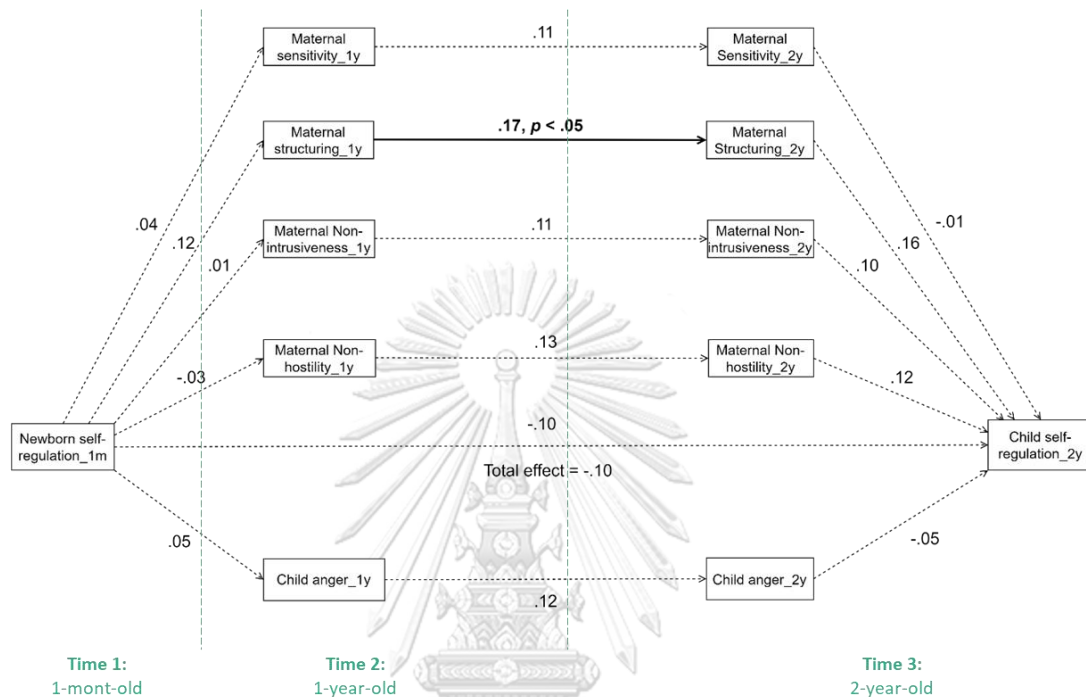 Maternal
sensitivity_1y
.11
Maternal
Sensitivity_2y
Maternal
structuring_1y
.17, p < .05
Maternal
Structuring_2y
.04
.12
.01
Maternal Non-
intrusiveness_1y
.11
Maternal Non-
intrusiveness_2y
-.01
.16
.10
Maternal Non-
hostility_1y
.13
Maternal Non-
hostility_2y
-.03
.12
Newborn self-
regulation_1m
-.10
Total effect = -.10
Child self-
regulation_2y
.05
Child anger_1y
.12
Child anger_2y
-.05
Time 1:
1-mont-old
Time 2:
1-year-old
Time 3:
2-year-old